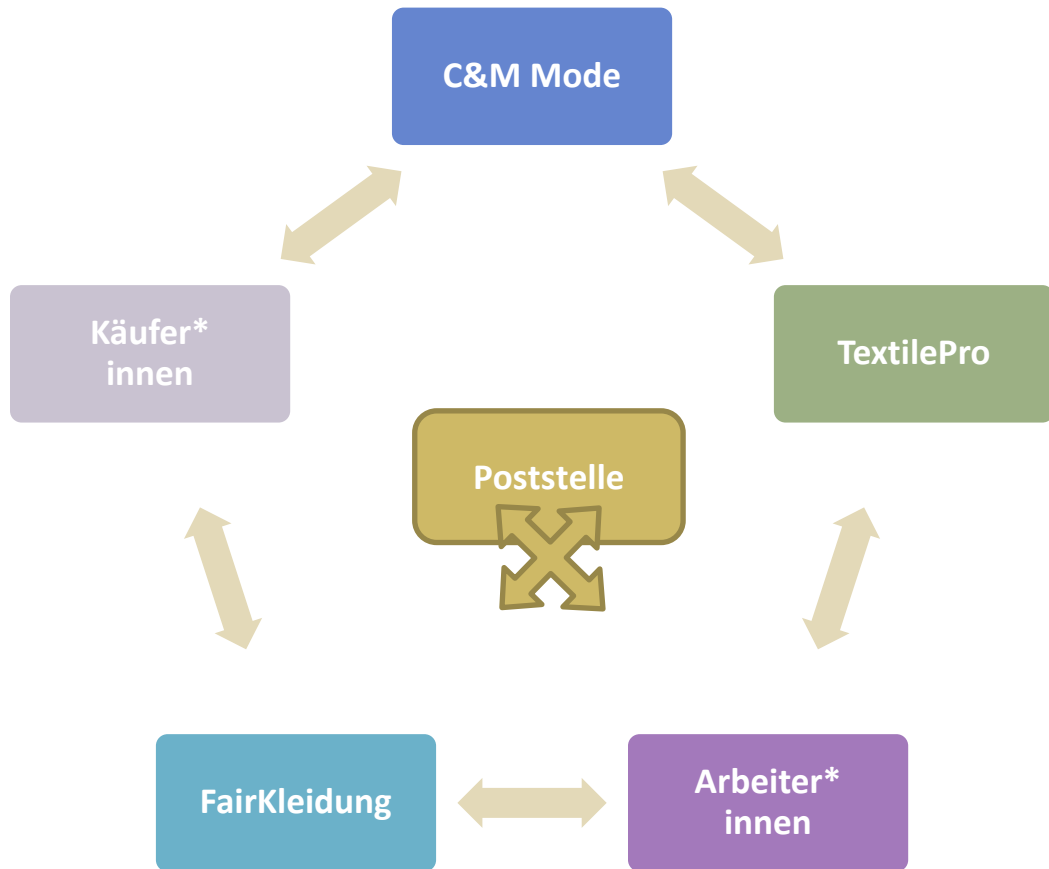 C&M Mode
Käufer*
innen
TextilePro
Poststelle
FairKleidung
Arbeiter*
innen